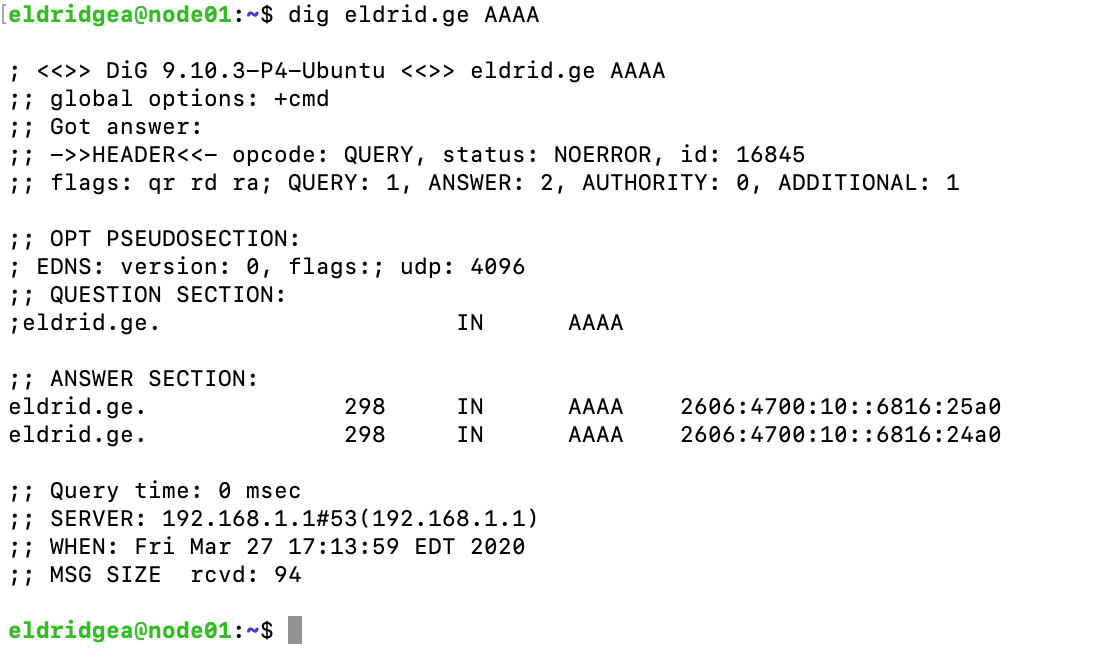 [eldridgea@node01:~$ dig eldrid.ge AAAA
; <<>> DiG 9.10.3-P4-Ubuntu <<>> eldrid.ge AAAA
;; global options: +cmd
;; Got answer:
;; ->>HEADER<<- opcode: QUERY, status: NOERROR, id: 16845
;; flags: qr rd ra; QUERY: 1, ANSWER: 2, AUTHORITY: 0, ADDITIONAL: 1
;; OPT PSEUDOSECTION:
; EDNS: version: 0, flags:; udp: 4096
;; QUESTION SECTION:
;eldrid.ge. IN AAAA
;; ANSWER SECTION:
eldrid.ge. 298 IN AAAA 2606:4700:10::6816:25a0
eldrid.ge. 298 IN AAAA 2606:4700:10::6816:24a0
;; Query time: 0 msec
;; SERVER: 192.168.1.1#53(192.168.1.1)
;; WHEN: Fri Mar 27 17:13:59 EDT 2020
;; MSG SIZE rcvd: 94
eldridgea@node01:~$